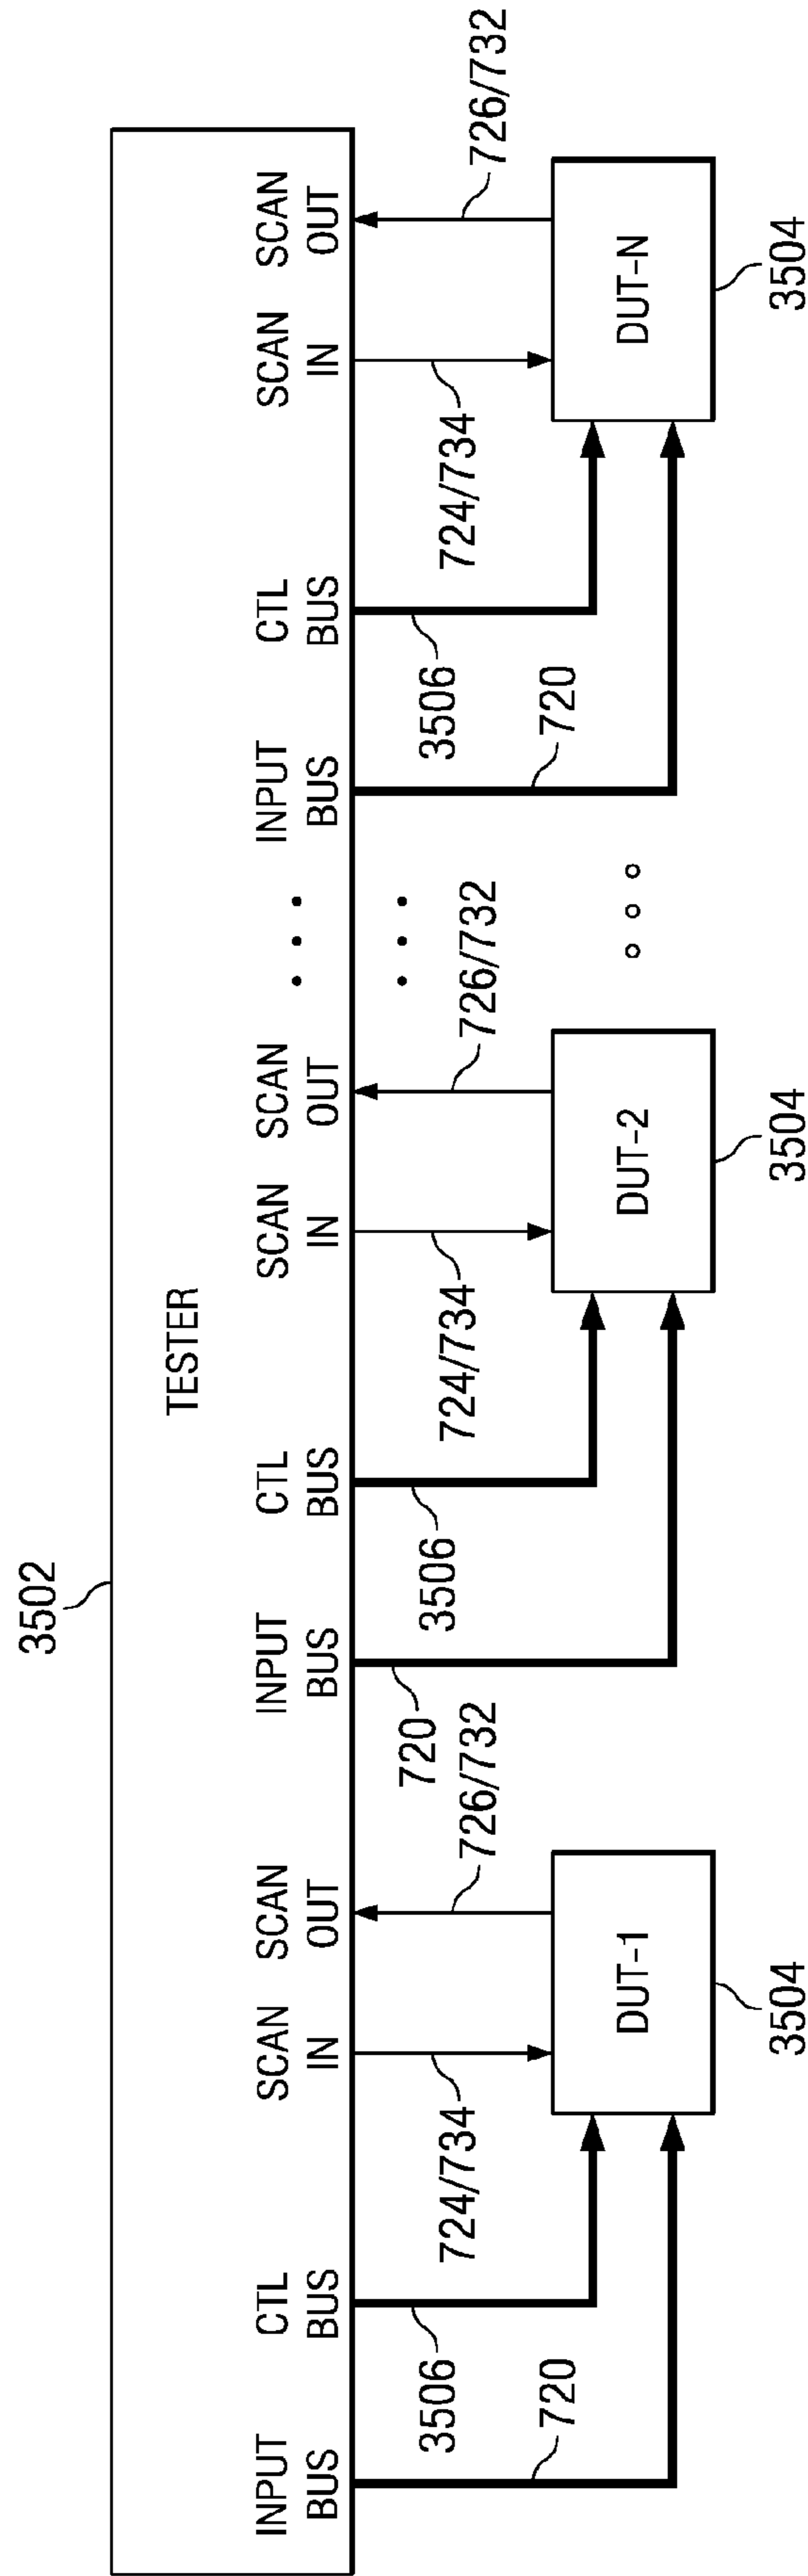 3502
TESTER
INPUT
BUS
CTL
BUS
SCAN
IN
SCAN
OUT
INPUT
BUS
CTL
BUS
SCAN
IN
SCAN
OUT
INPUT
BUS
CTL
BUS
SCAN
IN
SCAN
OUT
720
3506
724/734
726/732
720
3506
724/734
726/732
720
3506
724/734
726/732
DUT-1
DUT-2
DUT-N
3504
3504
3504